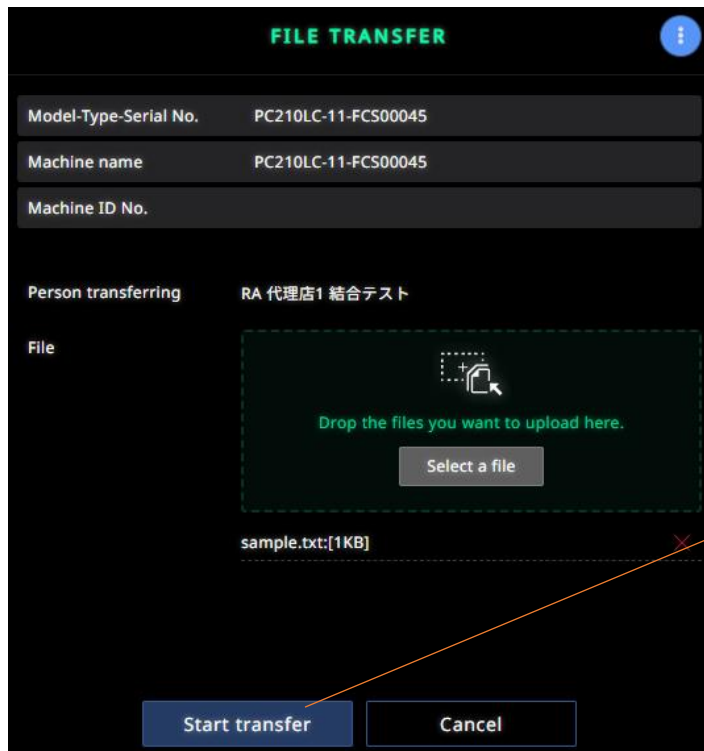 FILE TRANSFER
Model-Type-Serial No. PC210LC-11-FCS00045
Machine name PC210LC-11-FCS00045
Machine ID No.
Person transferring RA 代理店1 結合テスト
File
Drop the files you want to upload here.
Select a file
sample.txt:[1KB]
Start transfer Cancel